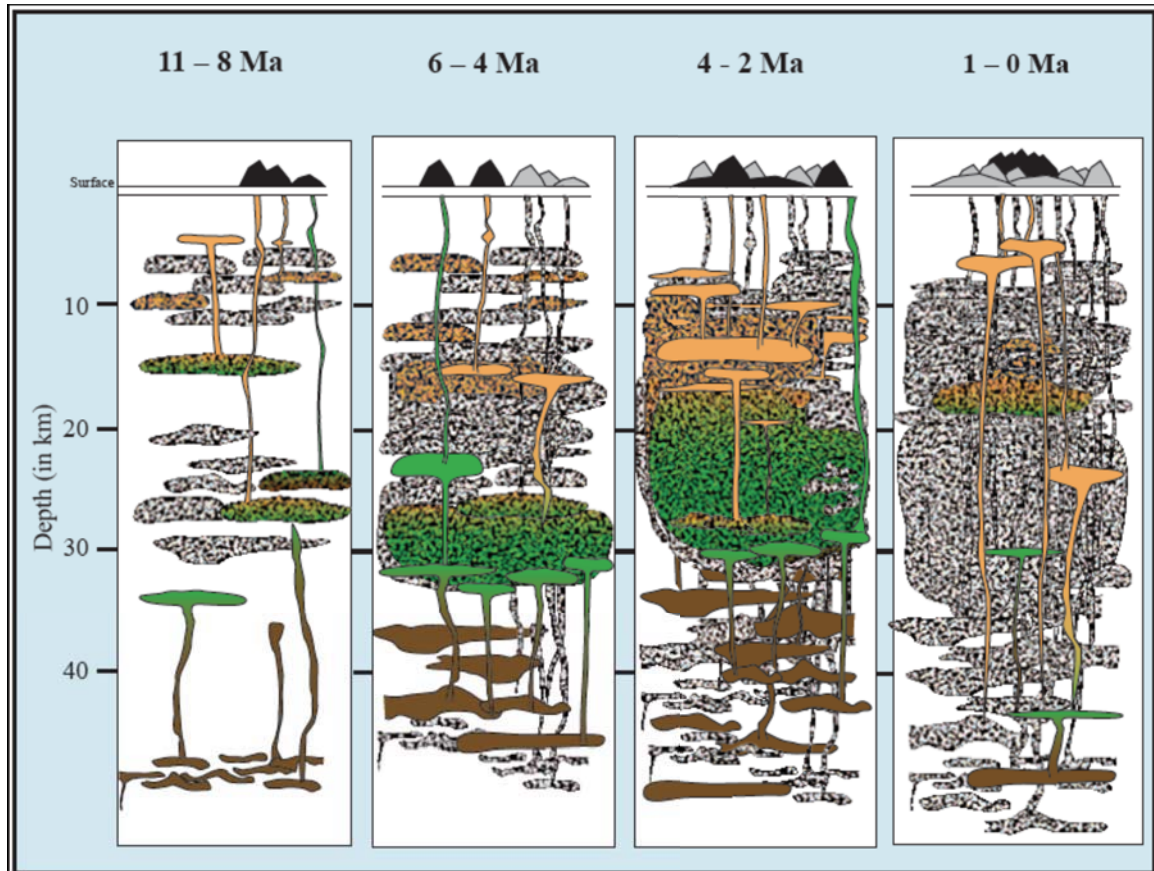 11 – 8 Ma
6 – 4 Ma
4 - 2 Ma
1 – 0 Ma
Surface
10
20
30
40
Depth (in km)